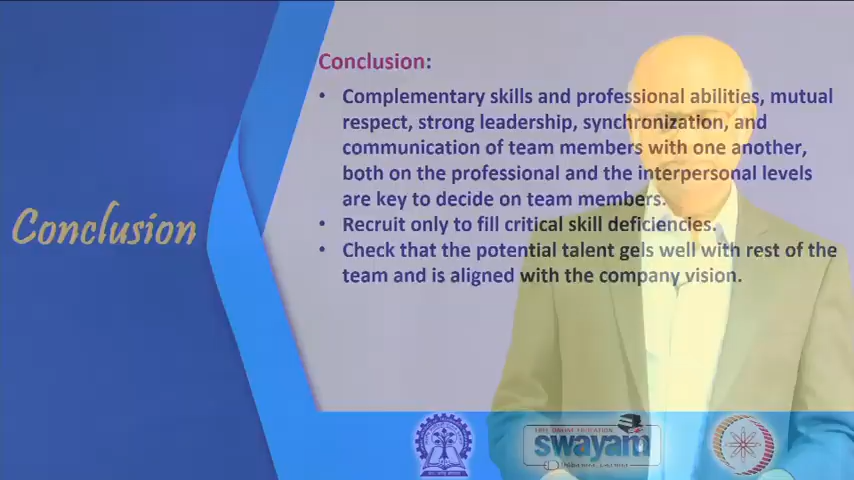 Conclusion
Conclusion:
• Complementary skills and professional abilities, mutual
respect, strong leadership, synchronization, and
communication of team members with one another,
both on the professional and the interpersonal levels
are key to decide on team members.
• Recruit only to fill critical skill deficiencies.
• Check that the potential talent gels well with rest of the
team and is aligned with the company vision.
FREE ONLINE EDUCATION
swayam